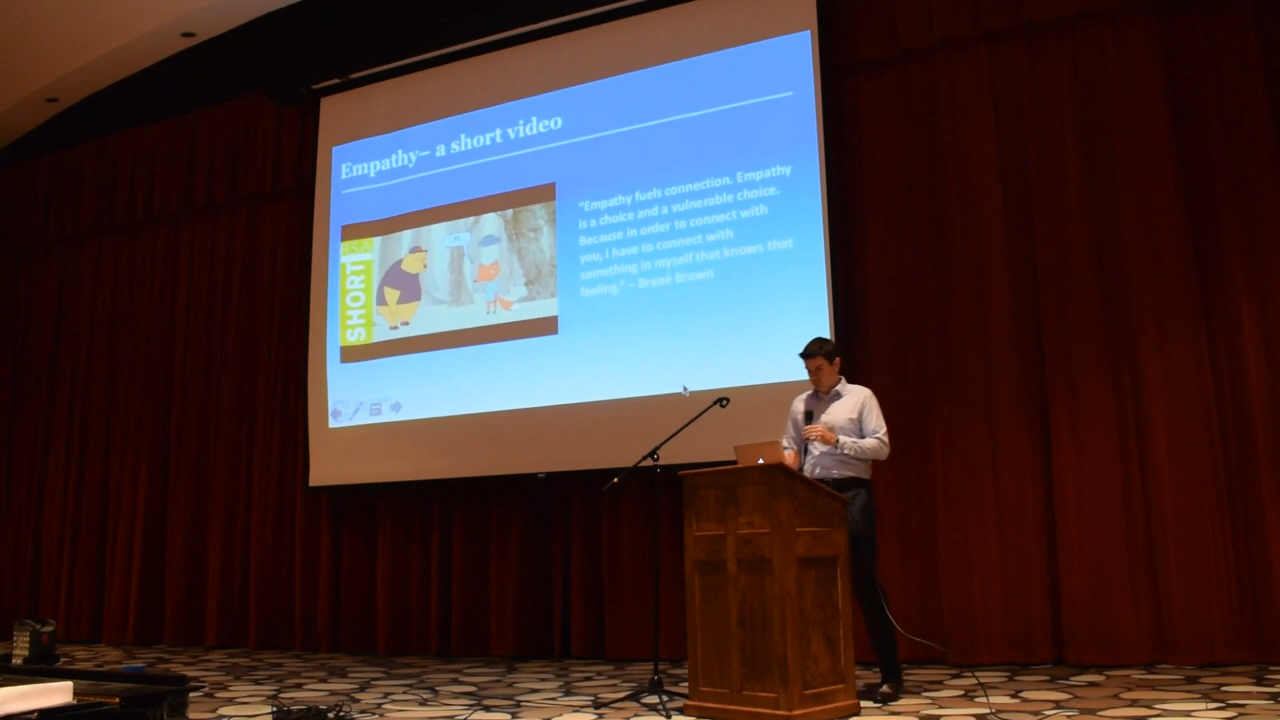 Empathy– a short video
“Empathy fuels connection. Empathy
is a choice and a vulnerable choice.
Because in order to connect with
you, I have to connect with
something in myself that knows that
feeling.” – Brené Brown
RSA
SHORT